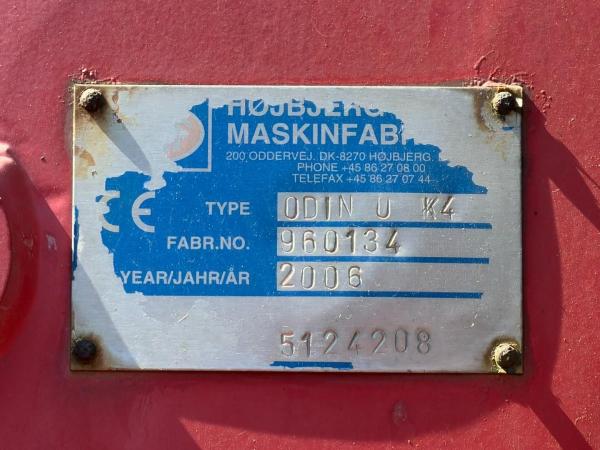 HØJBJERG
MASKINFAB
200 ODDERVEJ. DK-8270 HØJBJERG.
PHONE +45 86 27 08 00
TELEFAX +45 86 27 07 44
CE
TYPE ODIN U K4
FABR.NO. 960134
YEAR/JAHR/ÅR 2006
5124208